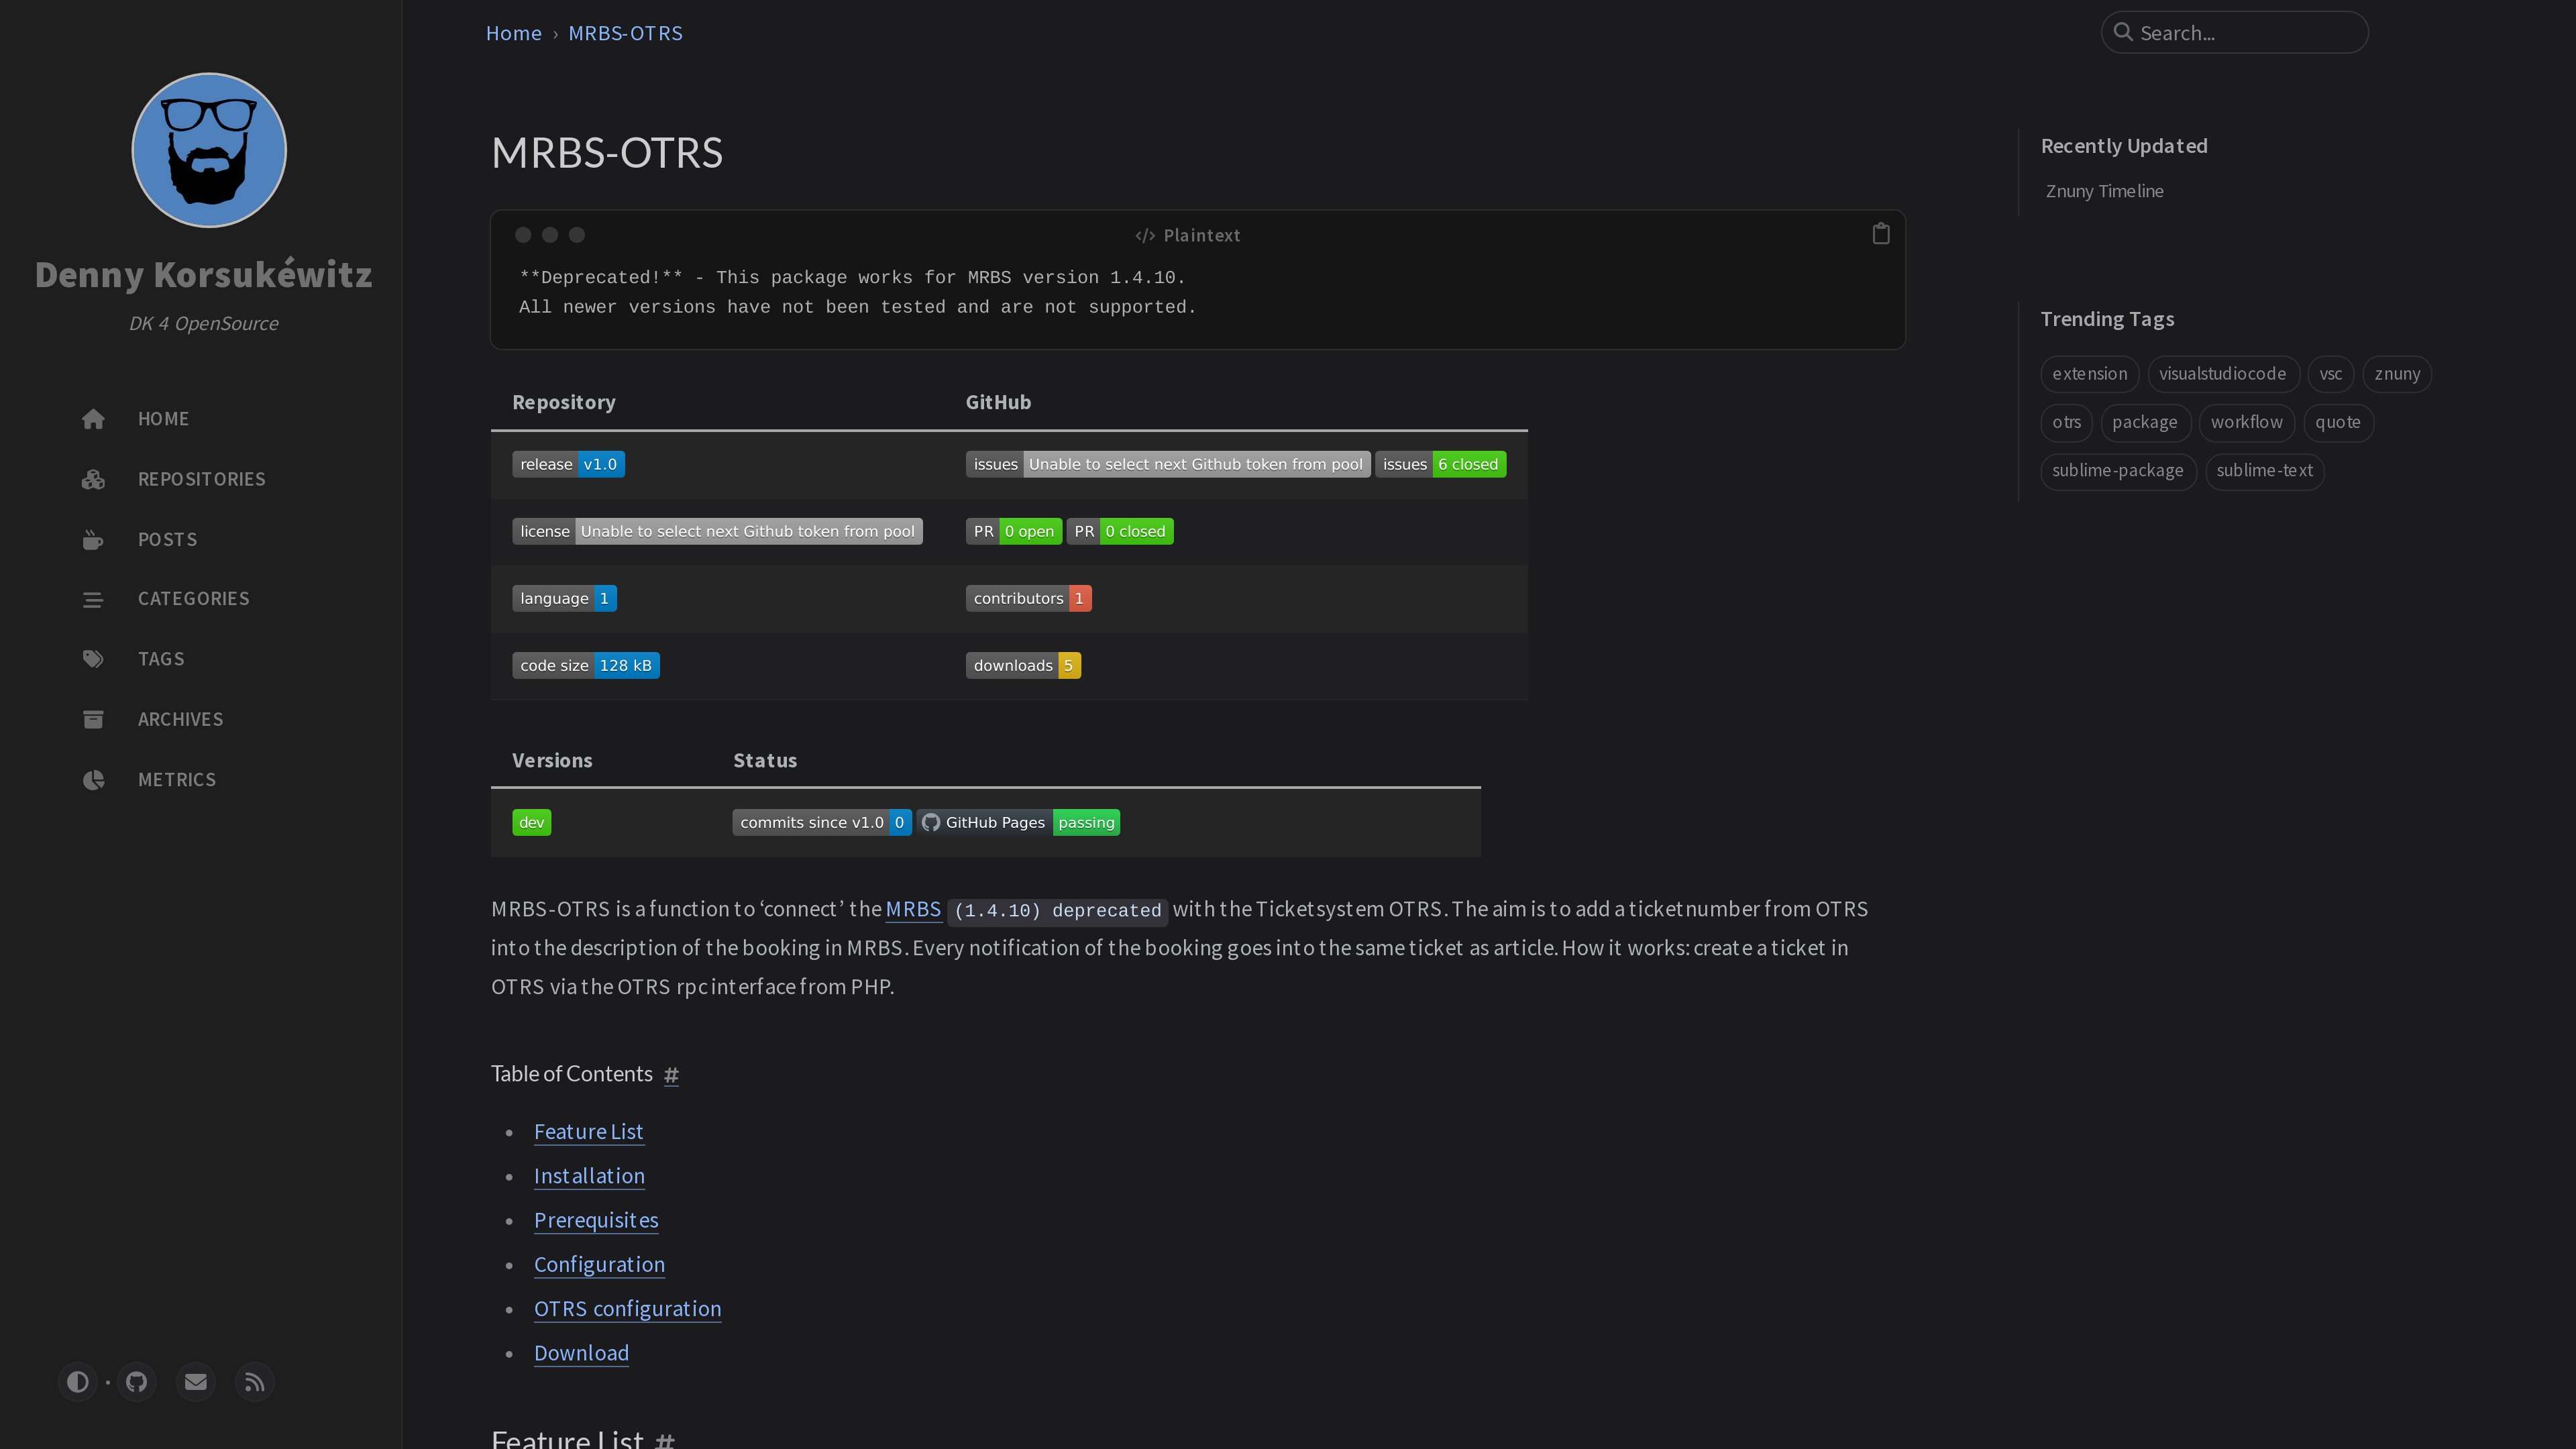 Denny Korsukéwitz
DK 4 OpenSource
HOME
REPOSITORIES
POSTS
CATEGORIES
TAGS
ARCHIVES
METRICS
Home › MRBS-OTRS
Search...
MRBS-OTRS
Plaintext
**Deprecated!** - This package works for MRBS version 1.4.10.
All newer versions have not been tested and are not supported.
Repository GitHub
release v1.0 issues Unable to select next Github token from pool issues 6 closed
license Unable to select next Github token from pool PR 0 open PR 0 closed
language 1 contributors 1
code size 128 kB downloads 5
Versions Status
dev commits since v1.0 0 GitHub Pages passing
MRBS-OTRS is a function to ‘connect’ the MRBS (1.4.10) deprecated with the Ticketsystem OTRS. The aim is to add a ticketnumber from OTRS
into the description of the booking in MRBS. Every notification of the booking goes into the same ticket as article. How it works: create a ticket in
OTRS via the OTRS rpc interface from PHP.
Table of Contents #
Feature List
Installation
Prerequisites
Configuration
OTRS configuration
Download
Feature List #
Recently Updated
Znuny Timeline
Trending Tags
extension visualstudiocode vsc znuny
otrs package workflow quote
sublime-package sublime-text